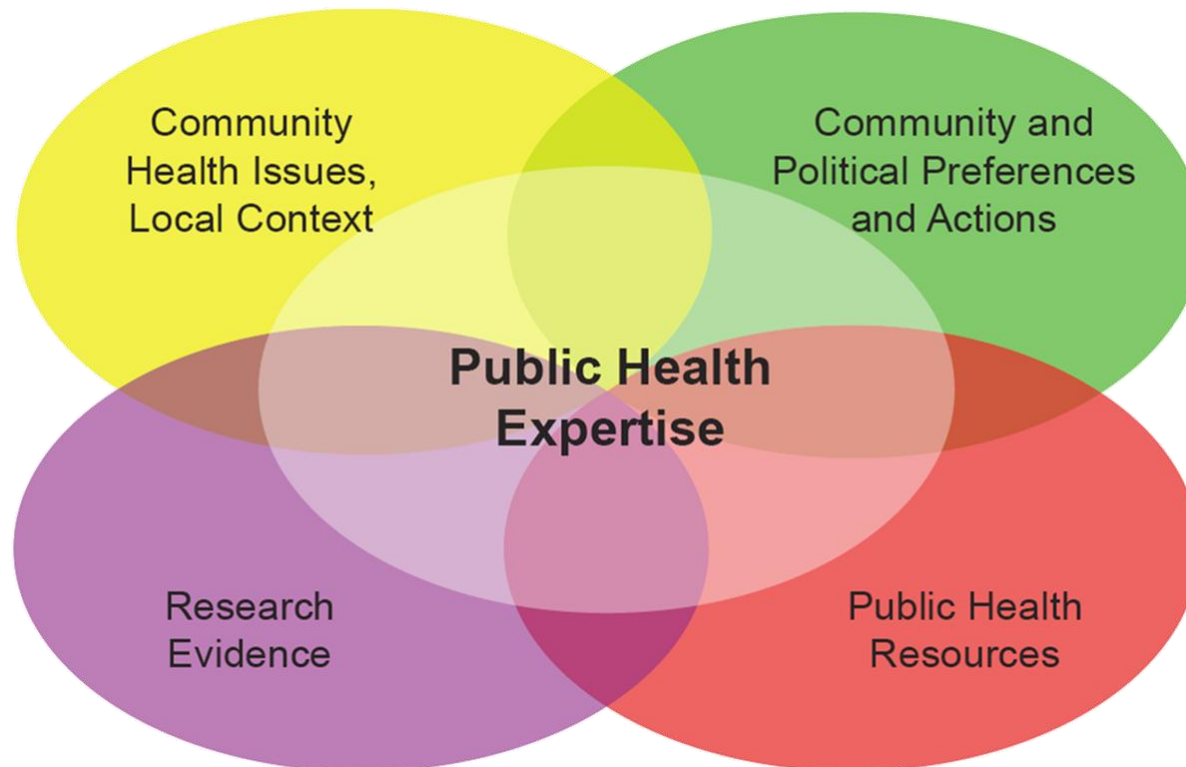 Community
Health Issues,
Local Context
Community and
Political Preferences
and Actions
Public Health
Expertise
Research
Evidence
Public Health
Resources